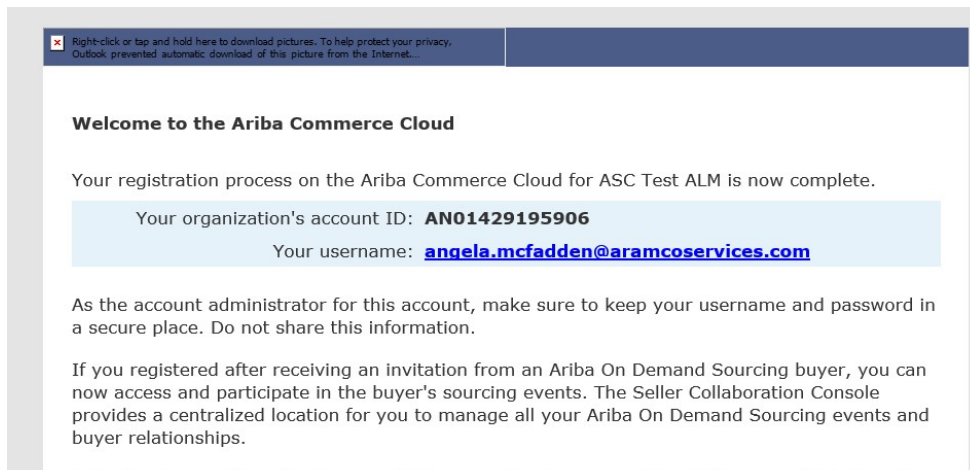 Right-click or tap and hold here to download pictures. To help protect your privacy,
Outlook prevented automatic download of this picture from the Internet...
Welcome to the Ariba Commerce Cloud
Your registration process on the Ariba Commerce Cloud for ASC Test ALM is now complete.
Your organization's account ID: AN01429195906
Your username: angela.mcfadden@aramcoservices.com
As the account administrator for this account, make sure to keep your username and password in
a secure place. Do not share this information.
If you registered after receiving an invitation from an Ariba On Demand Sourcing buyer, you can
now access and participate in the buyer's sourcing events. The Seller Collaboration Console
provides a centralized location for you to manage all your Ariba On Demand Sourcing events and
buyer relationships.